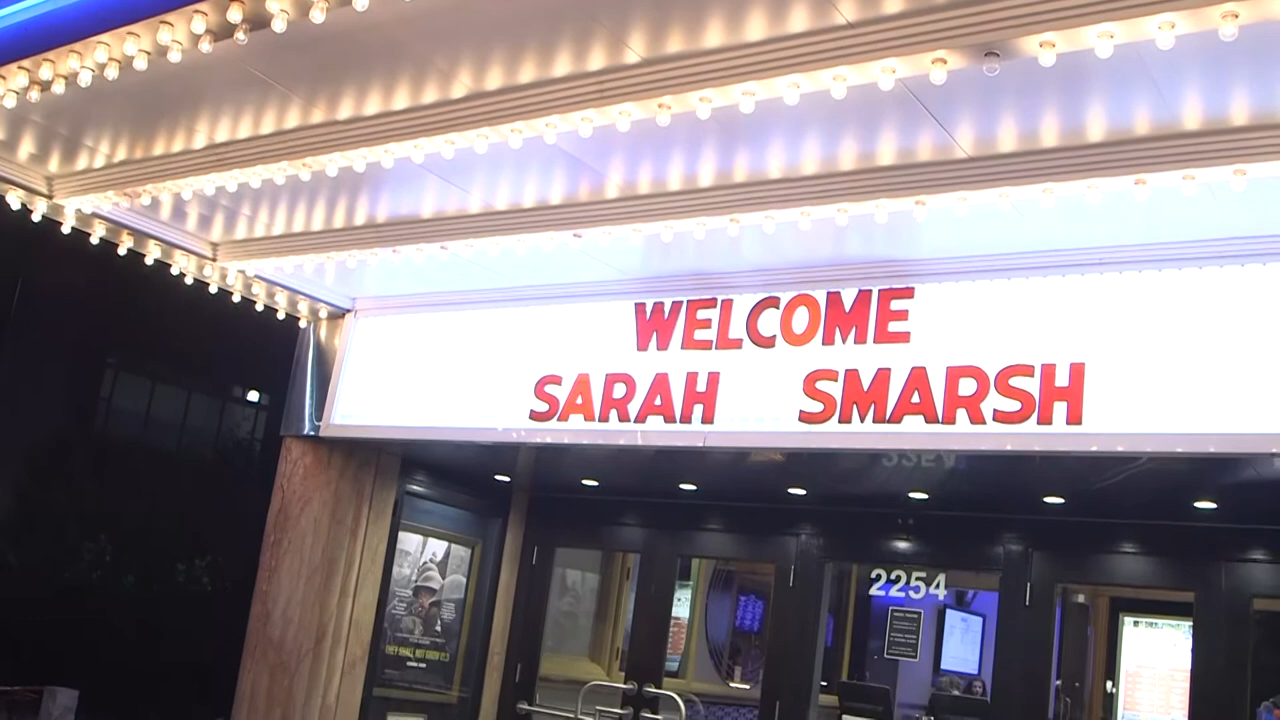 WELCOME
SARAH SMARSH
2254
THEY SHALL NOT GROW OLD